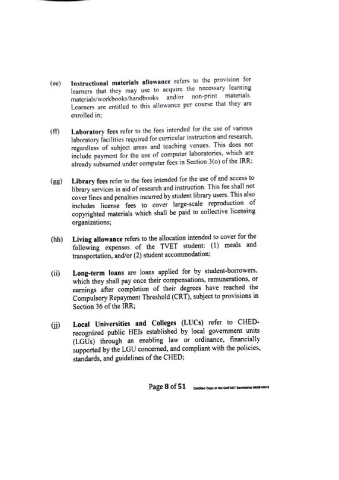 (ee) Instructional materials allowance refers to the provision for
learners that they may use to acquire the necessary learning
materials/workbooks/handbooks and/or non-print materials.
Learners are entitled to this allowance per course that they are
enrolled in;
(ff) Laboratory fees refer to the fees intended for the use of various
laboratory facilities required for curricular instruction and research,
regardless of subject areas and teaching venues. This does not
include payment for the use of computer laboratories, which are
already subsumed under computer fees in Section 3(o) of the IRR;
(gg) Library fees refer to the fees intended for the use of and access to
library services in aid of research and instruction. This fee shall not
cover fines and penalties incurred by student library users. This also
includes license fees to cover large-scale reproduction of
copyrighted materials which shall be paid to collective licensing
organizations;
(hh) Living allowance refers to the allocation intended to cover for the
following expenses of the TVET student: (1) meals and
transportation, and/or (2) student accommodation;
(ii) Long-term loans are loans applied for by student-borrowers,
which they shall pay once their compensations, remunerations, or
earnings after completion of their degrees have reached the
Compulsory Repayment Threshold (CRT), subject to provisions in
Section 36 of the IRR;
(jj) Local Universities and Colleges (LUCs) refer to CHED-
recognized public HEIs established by local government units
(LGUs) through an enabling law or ordinance, financially
supported by the LGU concerned, and compliant with the policies,
standards, and guidelines of the CHED;
Page 8 of 51 Certified Copy of the UniFAST Secretariat